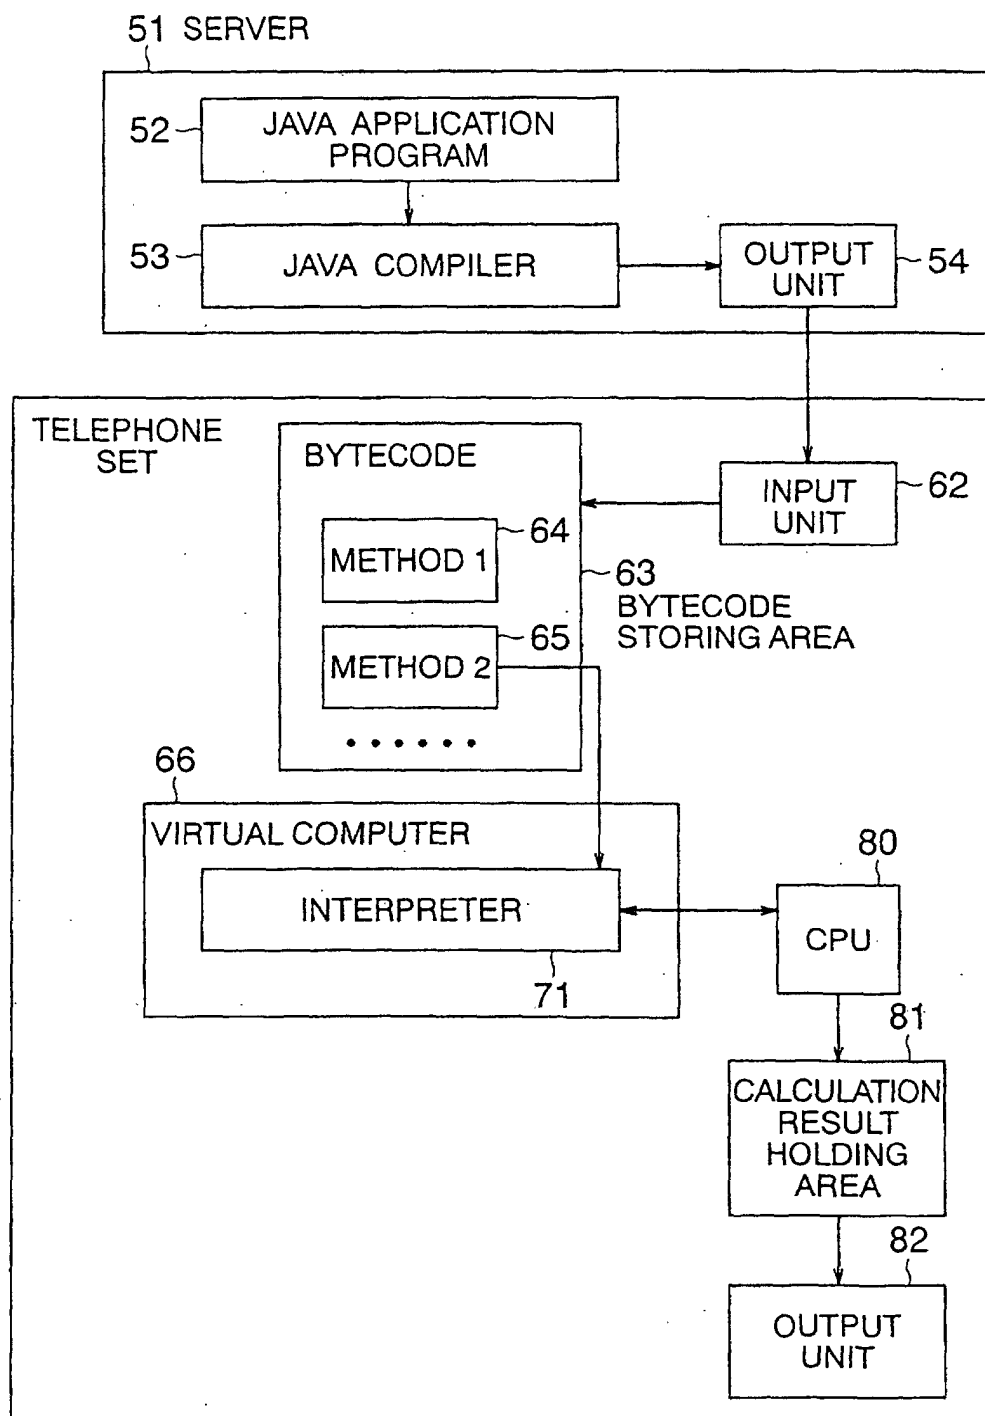 51 SERVER
52
JAVA APPLICATION
PROGRAM
53
JAVA COMPILER
OUTPUT
UNIT
54
TELEPHONE
SET
BYTECODE
INPUT
UNIT
62
64
METHOD 1
63
BYTECODE
STORING AREA
65
METHOD 2
......
66
VIRTUAL COMPUTER
INTERPRETER
71
80
CPU
81
CALCULATION
RESULT
HOLDING
AREA
82
OUTPUT
UNIT